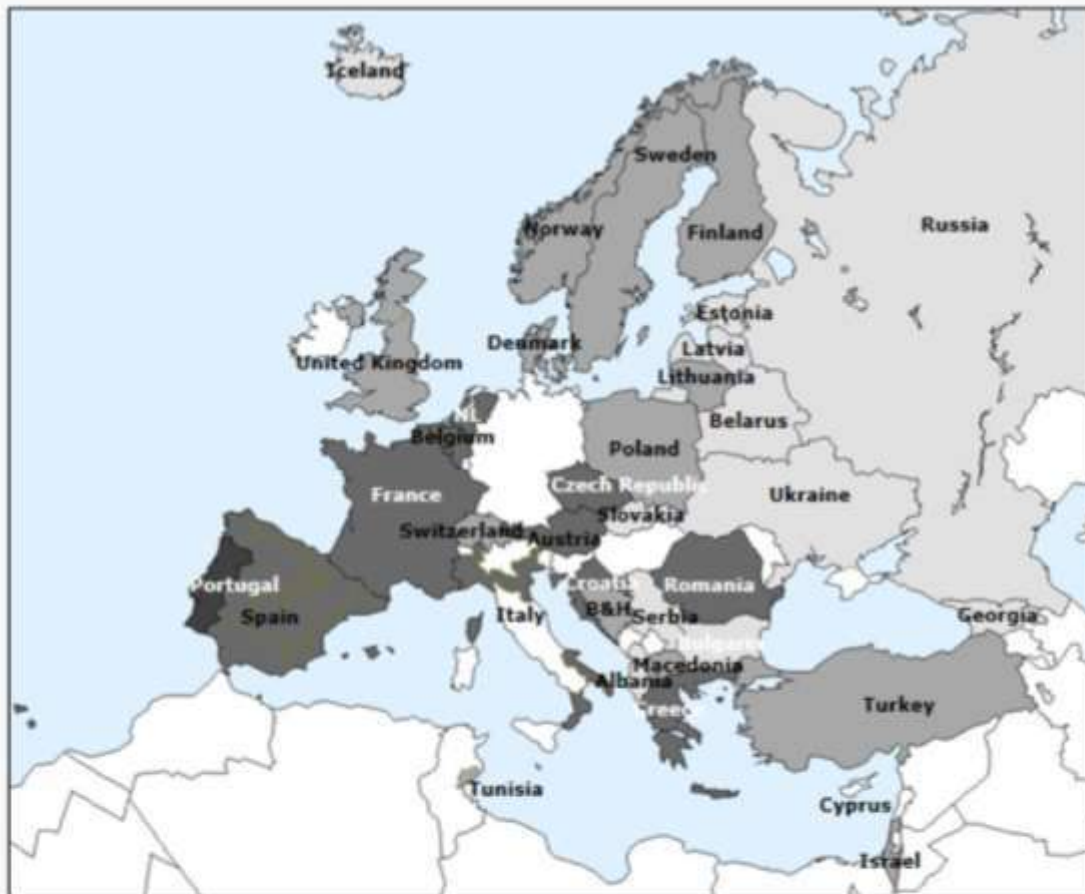 Iceland
Sweden
Norway
Finland
Russia
Estonia
Denmark
Latvia
United Kingdom
Lithuania
NL
Belgium
Belarus
Poland
France
Czech Republic
Ukraine
Slovakia
Switzerland
Austria
Portugal
Croatia
Romania
Spain
Italy
B&H
Serbia
Georgia
Bulgaria
Macedonia
Albania
Turkey
Tunisia
Cyprus
Israel